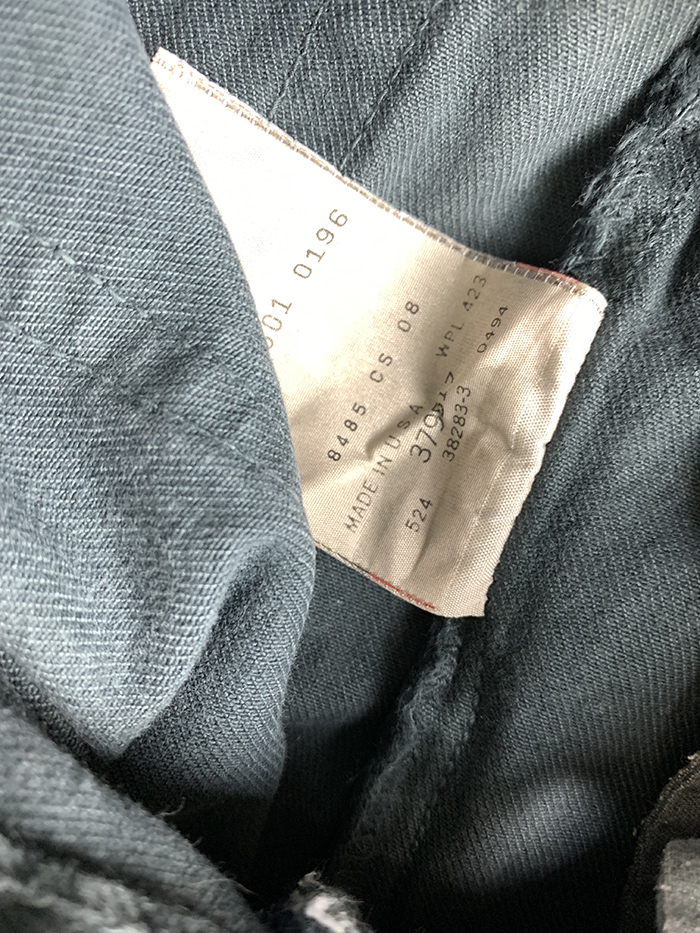 001 0196
8485 CS 08
MADE IN U.S.A WPL 423
0494
38283-3
524